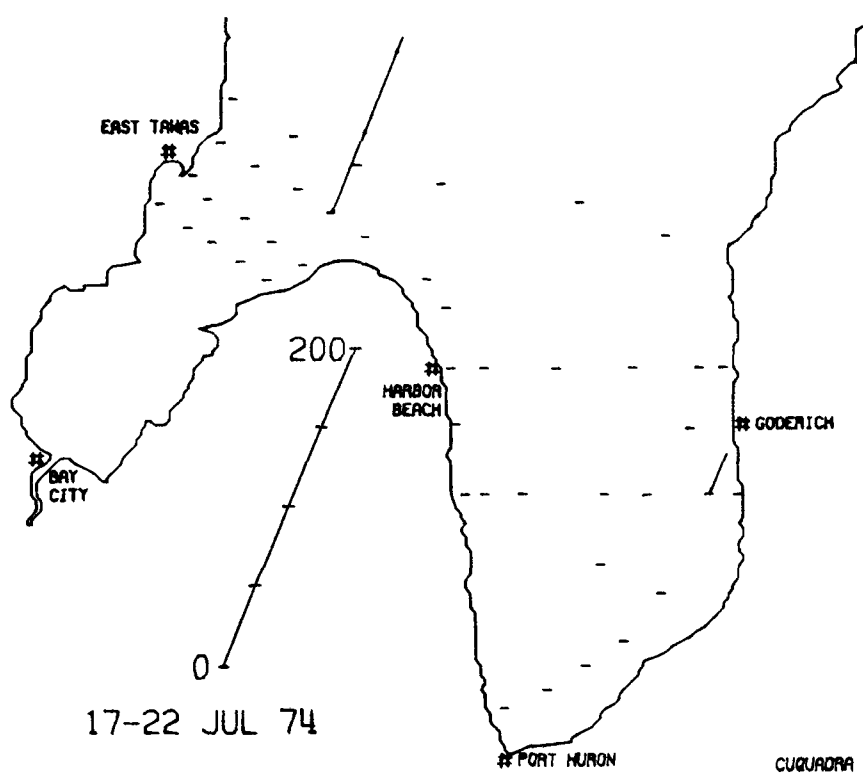 EAST TAWAS
#
200
#
HARBOR
BEACH
# GODERICH
#
BAY
CITY
0
17-22 JUL 74
# PORT HURON
CUQUADRA